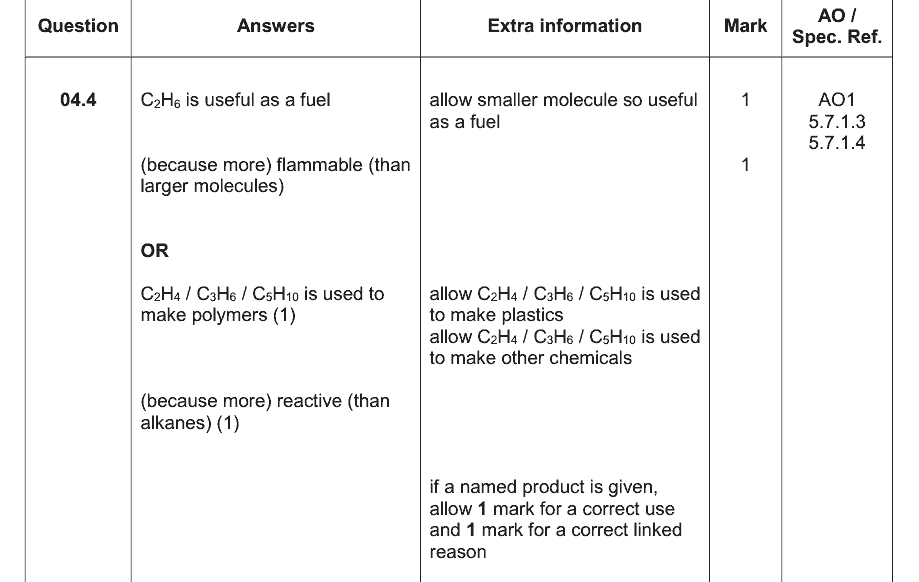 Question Answers Extra information Mark AO /
Spec. Ref.
04.4 C₂H₆ is useful as a fuel allow smaller molecule so useful 1 AO1
as a fuel 5.7.1.3
5.7.1.4
(because more) flammable (than 1
larger molecules)
OR
C₂H₄ / C₃H₆ / C₅H₁₀ is used to allow C₂H₄ / C₃H₆ / C₅H₁₀ is used
make polymers (1) to make plastics
allow C₂H₄ / C₃H₆ / C₅H₁₀ is used
to make other chemicals
(because more) reactive (than
alkanes) (1)
if a named product is given,
allow 1 mark for a correct use
and 1 mark for a correct linked
reason